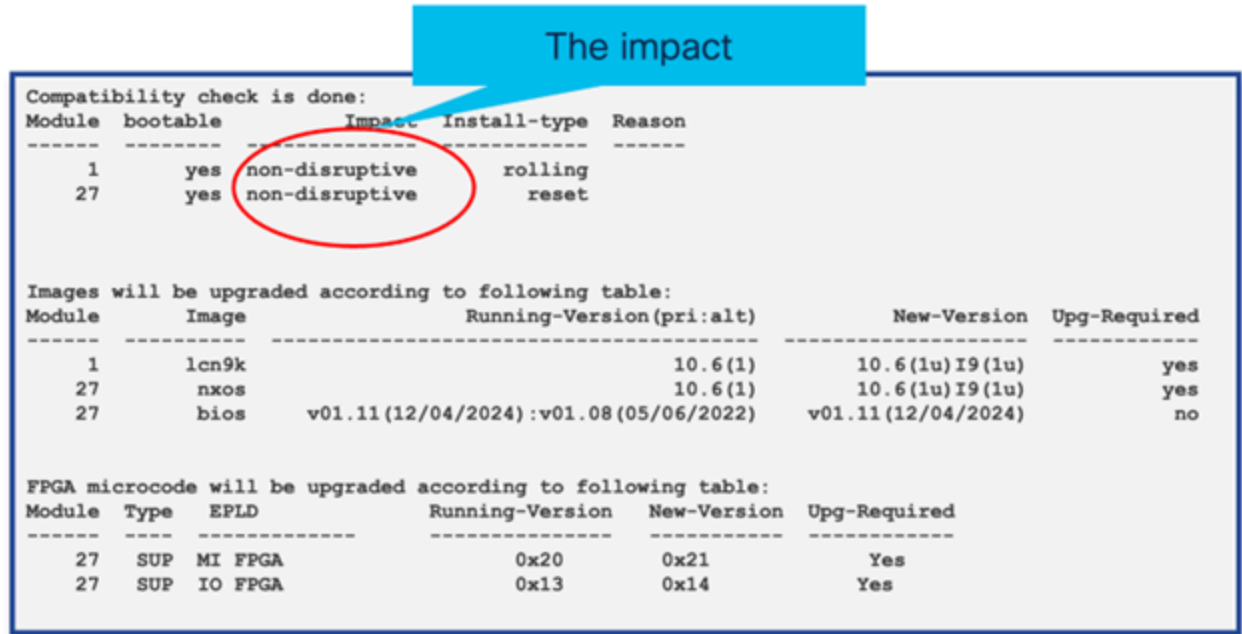 The impact
Compatibility check is done:
Module  bootable          Impact  Install-type  Reason
------  --------  --------------  ------------  ------
     1       yes  non-disruptive       rolling
    27       yes  non-disruptive         reset
Images will be upgraded according to following table:
Module       Image                  Running-Version(pri:alt)           New-Version  Upg-Required
------  ----------  ----------------------------------------  --------------------  ------------
     1       lcn9k                                   10.6(1)        10.6(1u)I9(1u)           yes
    27        nxos                                   10.6(1)        10.6(1u)I9(1u)           yes
    27        bios     v01.11(12/04/2024):v01.08(05/06/2022)    v01.11(12/04/2024)            no
FPGA microcode will be upgraded according to following table:
Module  Type   EPLD              Running-Version   New-Version  Upg-Required
------  ----  -------------      ---------------   -----------  ------------
    27   SUP  MI FPGA                   0x20        0x21             Yes
    27   SUP  IO FPGA                   0x13        0x14            Yes